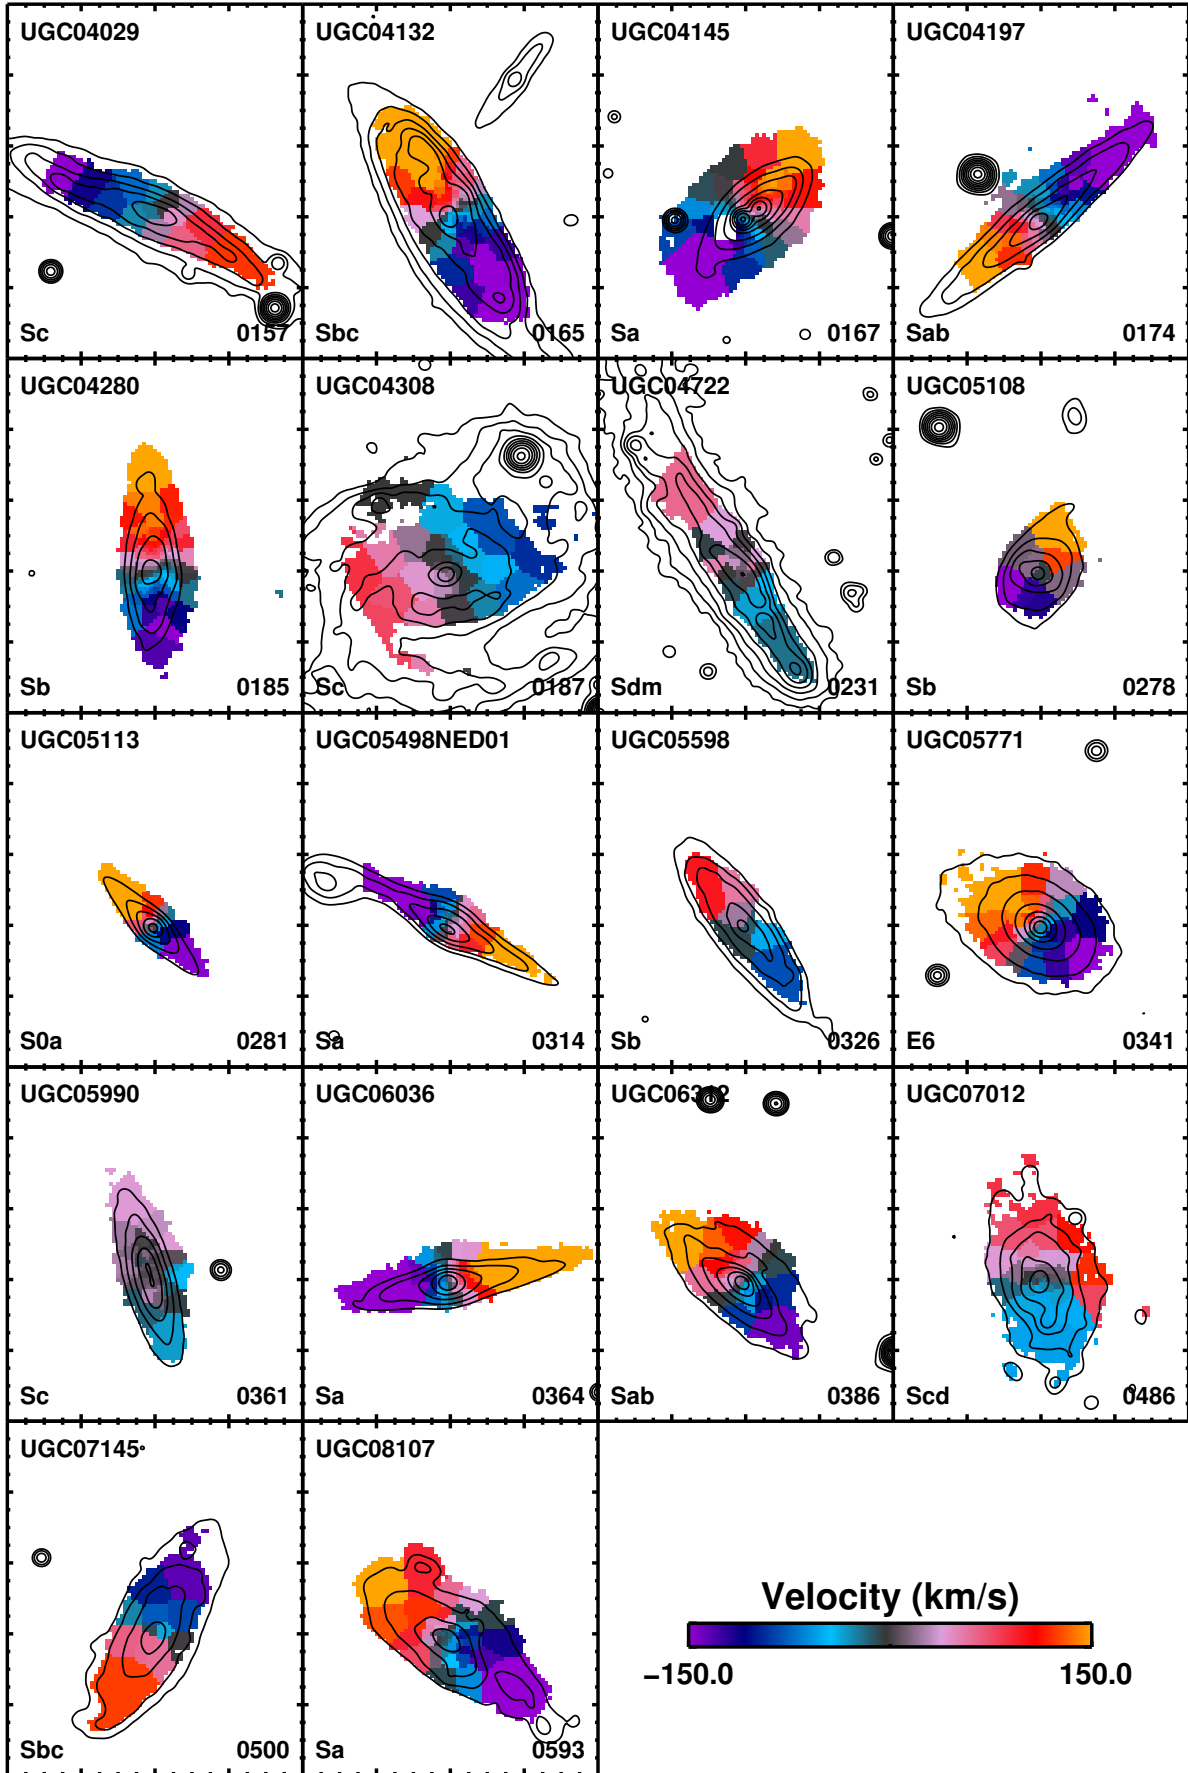 UGC04029
UGC04132
UGC04145
UGC04197
Sc
0157
Sbc
0165
Sa
0167
Sab
0174
UGC04280
UGC04308
UGC04722
UGC05108
Sb
0185
Sc
0187
Sdm
0231
Sb
0278
UGC05113
UGC05498NED01
UGC05598
UGC05771
S0a
0281
Sa
0314
Sb
0326
E6
0341
UGC05990
UGC06036
UGC07012
Sc
0361
Sa
0364
Sab
0386
Scd
0486
UGC07145
UGC08107
Sbc
0500
Sa
0593
Velocity (km/s)
−150.0
150.0